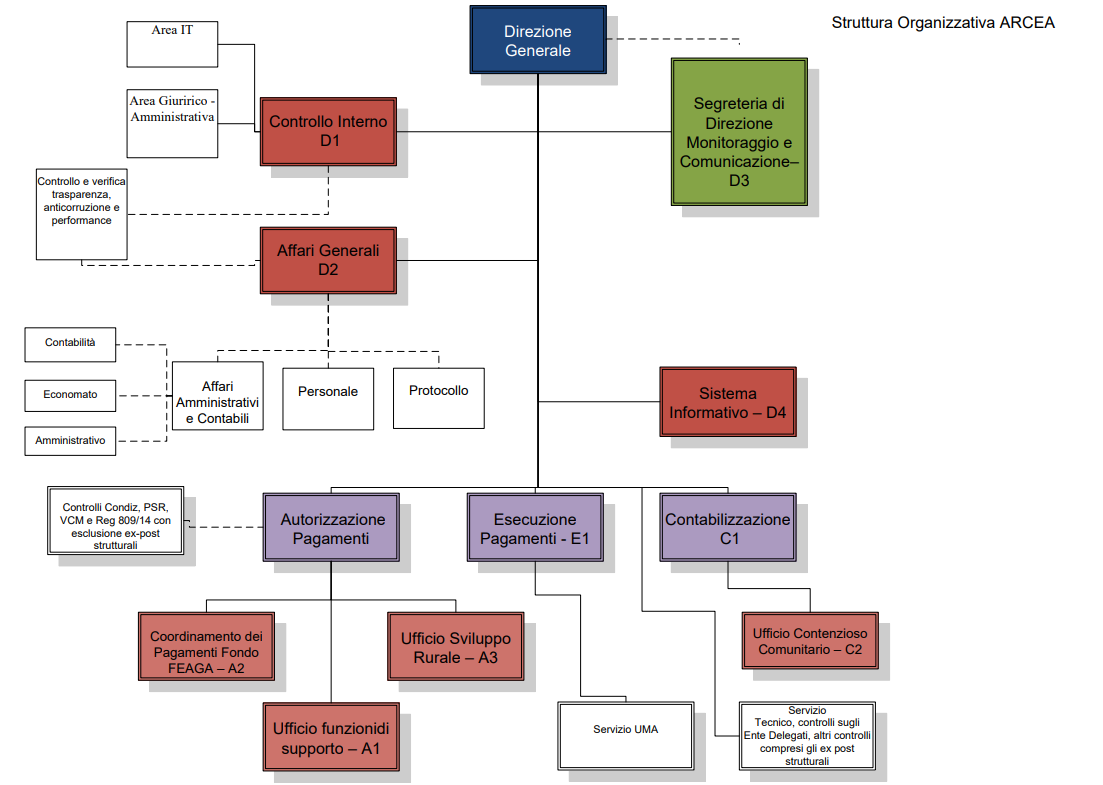 Struttura Organizzativa ARCEA
Direzione
Generale
Area IT
Area Giuririco -
Amministrativa
Controllo Interno
D1
Segreteria di
Direzione
Monitoraggio e
Comunicazione–
D3
Controllo e verifica
trasparenza,
anticorruzione e
performance
Affari Generali
D2
Contabilità
Economato
Amministrativo
Affari
Amministrativi
e Contabili
Personale
Protocollo
Sistema
Informativo – D4
Controlli Condiz, PSR,
VCM e Reg 809/14 con
esclusione ex-post
strutturali
Autorizzazione
Pagamenti
Esecuzione
Pagamenti - E1
Contabilizzazione
C1
Coordinamento dei
Pagamenti Fondo
FEAGA – A2
Ufficio Sviluppo
Rurale – A3
Ufficio Contenzioso
Comunitario – C2
Ufficio funzionidi
supporto – A1
Servizio UMA
Servizio
Tecnico, controlli sugli
Ente Delegati, altri controlli
compresi gli ex post
strutturali